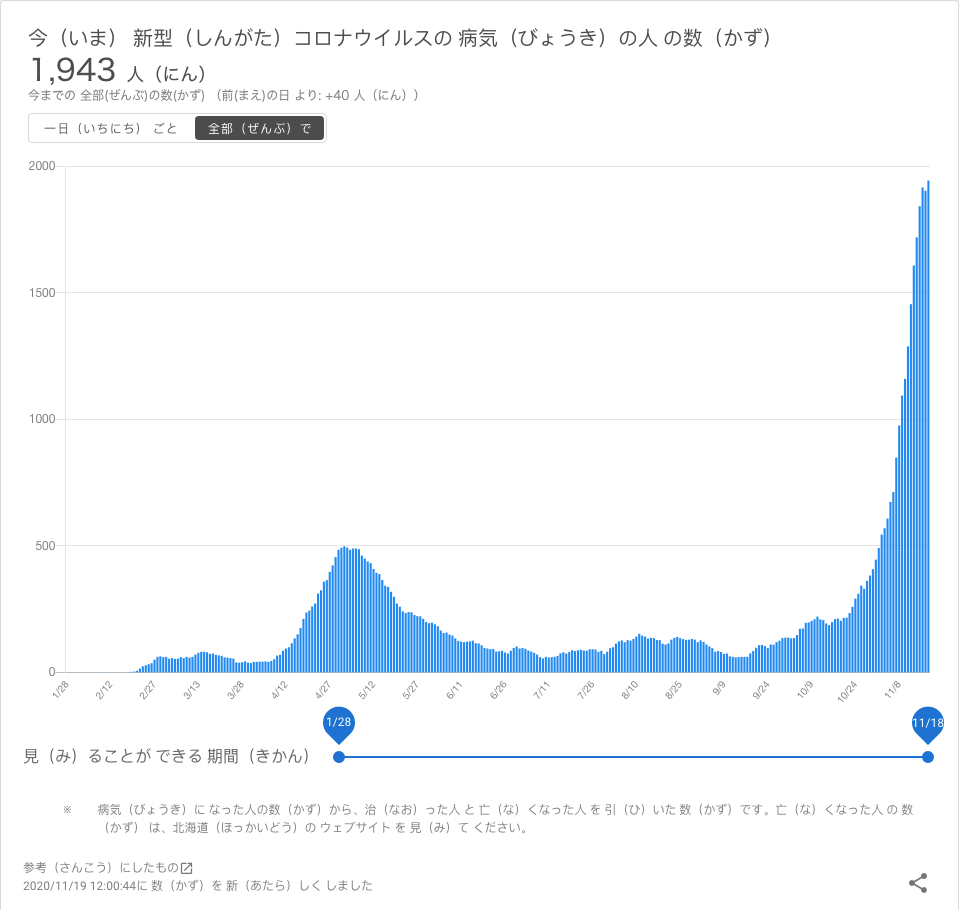 今（いま） 新型（しんがた）コロナウイルスの 病気（びょうき）の人 の数（かず）
1,943 人（にん）
今までの 全部(ぜんぶ)の数(かず) （前(まえ)の日 より: +40 人（にん））
一日（いちにち） ごと 全部（ぜんぶ）で
2000
1500
1000
500
0
1/28 2/12 2/27 3/13 3/28 4/12 4/27 5/12 5/27 6/11 6/26 7/11 7/26 8/10 8/25 9/9 9/24 10/9 10/24 11/8
1/28 11/18
見（み）ることが できる 期間（きかん）
※ 病気（びょうき）に なった人の数（かず）から、治（なお）った人 と 亡（な）くなった人 を 引（ひ）いた 数（かず）です。亡（な）くなった人 の 数
（かず） は、北海道（ほっかいどう）の ウェブサイト を 見（み）て ください。
参考（さんこう）にしたもの
2020/11/19 12:00:44に 数（かず）を 新（あたら）しく しました